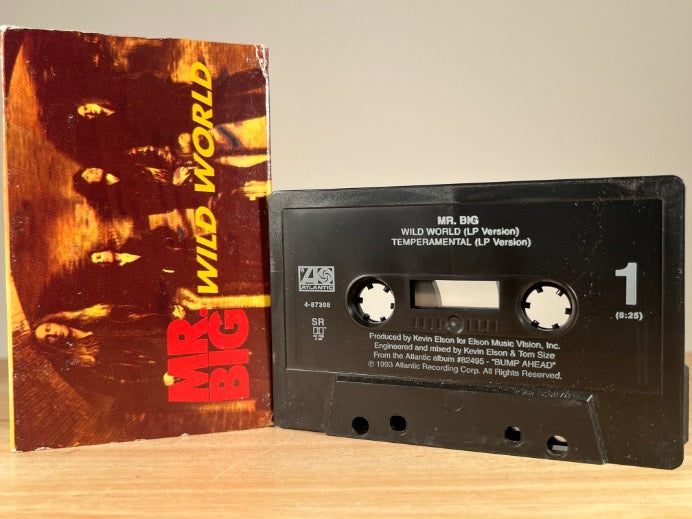 MR.
BIG
WILD WORLD
MR. BIG
WILD WORLD (LP Version)
TEMPERAMENTAL (LP Version)
ATLANTIC
4-87308
SR
1
(8:25)
Produced by Kevin Elson for Elson Music Vision, Inc.
Engineered and mixed by Kevin Elson & Tom Size
From the Atlantic album #82495 - "BUMP AHEAD"
℗ 1993 Atlantic Recording Corp. All Rights Reserved.